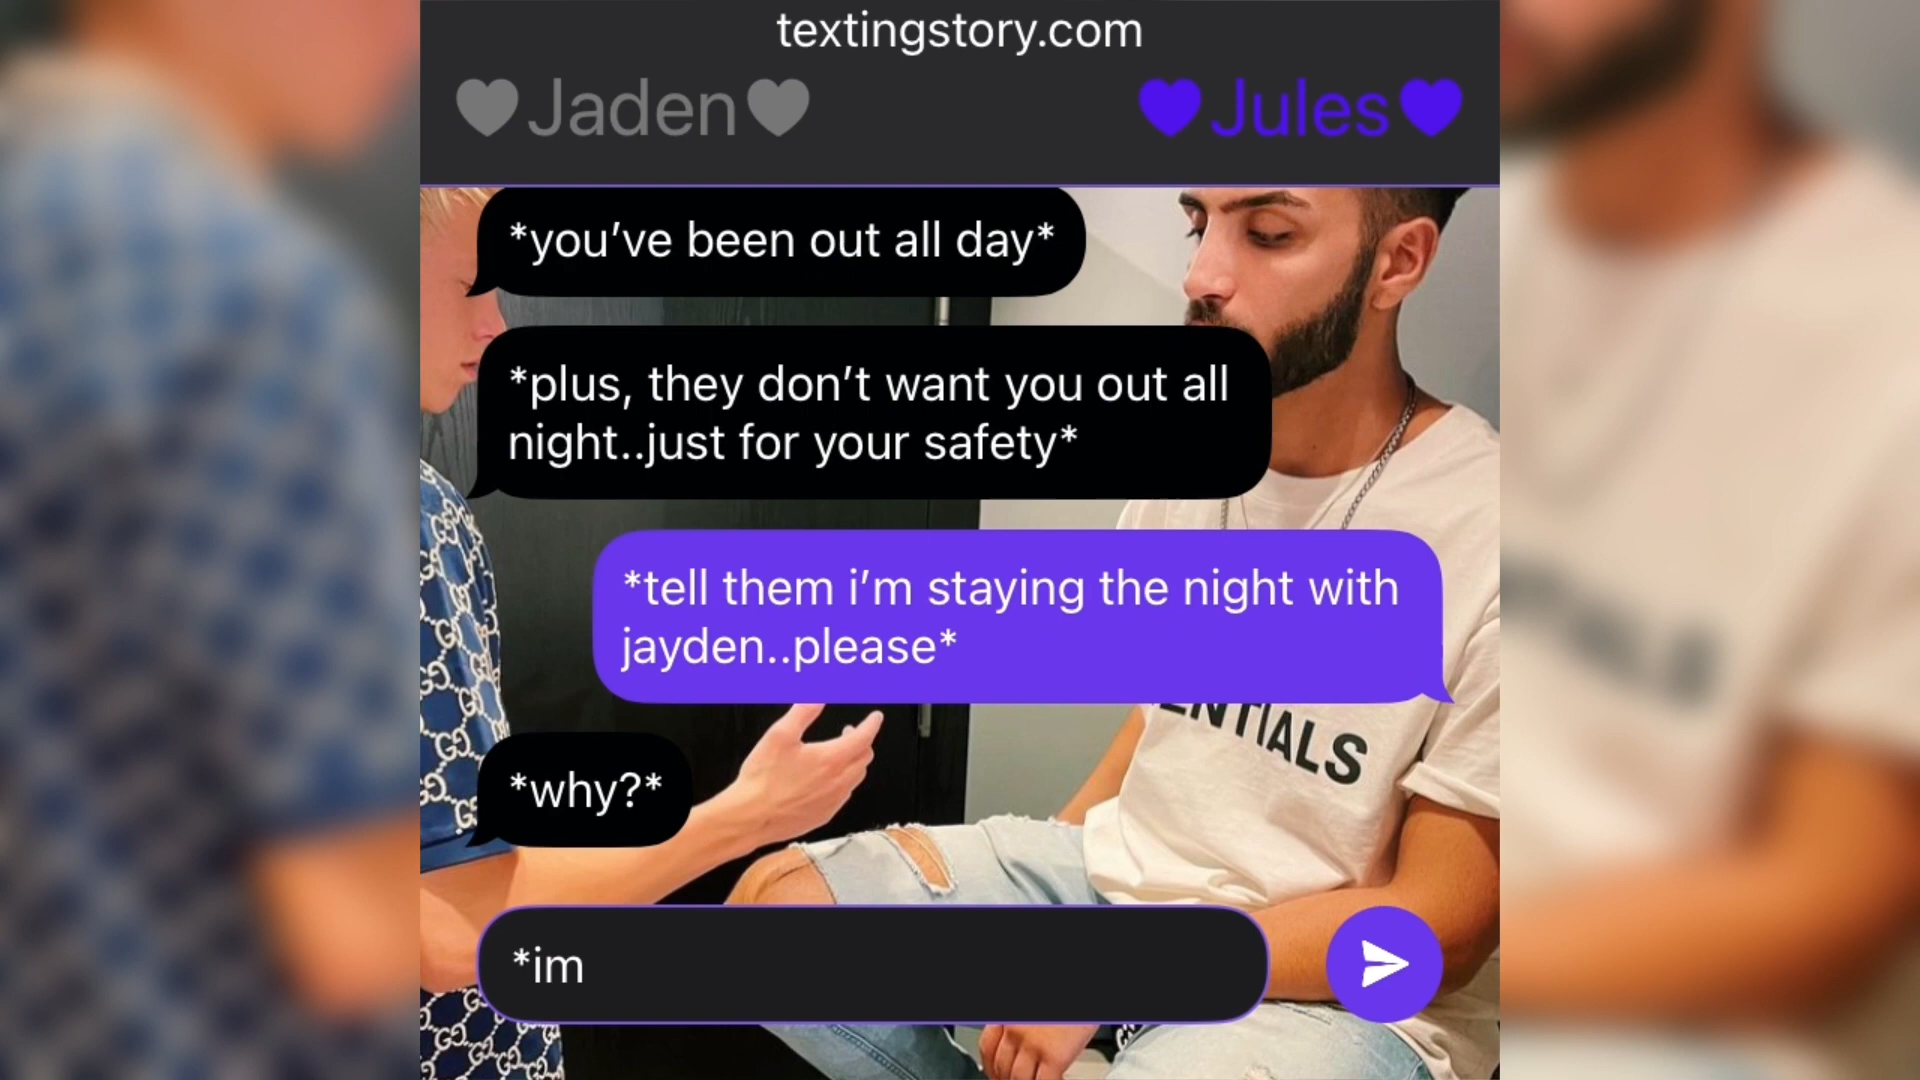 textingstory.com
🩶Jaden🩶 💜Jules💜
*you’ve been out all day*
*plus, they don’t want you out all
night..just for your safety*
*tell them i’m staying the night with
jayden..please*
ENTIALS
*why?*
*im